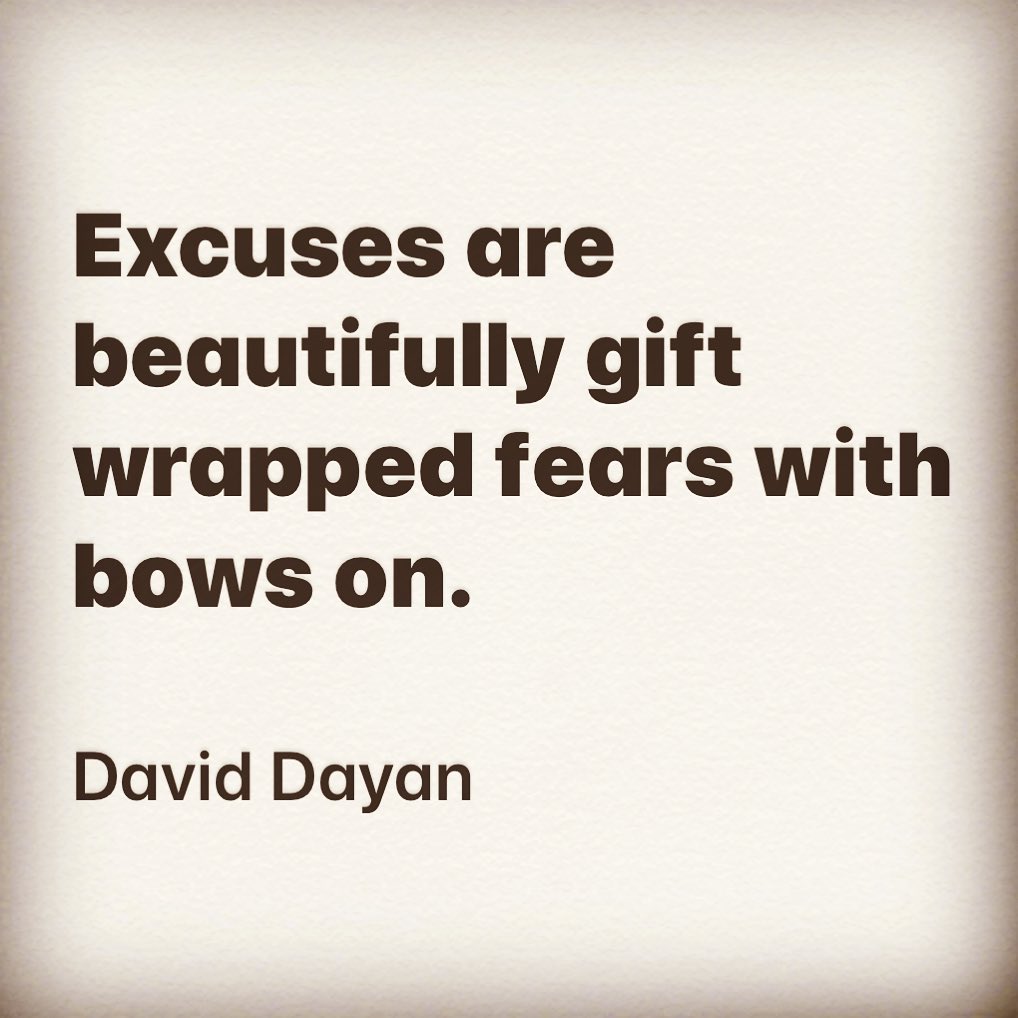 Excuses are
beautifully gift
wrapped fears with
bows on.
David Dayan